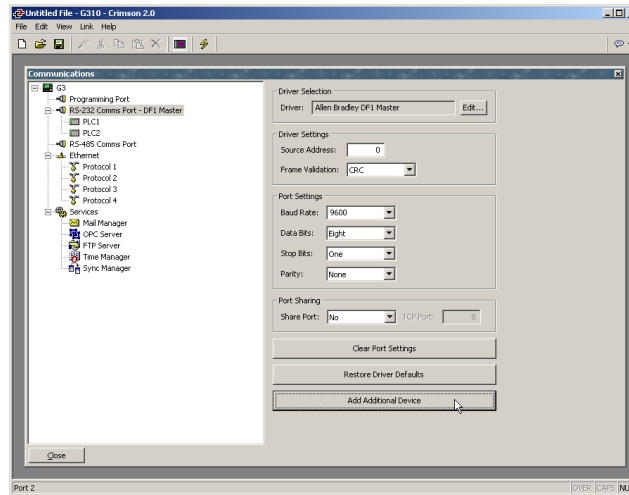 Untitled File - G310 - Crimson 2.0
File Edit View Link Help
Communications
G3
Programming Port
RS-232 Comms Port - DF1 Master
PLC1
PLC2
RS-485 Comms Port
Ethernet
Protocol 1
Protocol 2
Protocol 3
Protocol 4
Services
Mail Manager
OPC Server
FTP Server
Time Manager
Sync Manager
Driver Selection
Driver: Allen Bradley DF1 Master Edit...
Driver Settings
Source Address: 0
Frame Validation: CRC
Port Settings
Baud Rate: 9600
Data Bits: Eight
Stop Bits: One
Parity: None
Port Sharing
Share Port: No TCP Port: 0
Clear Port Settings
Restore Driver Defaults
Add Additional Device
Close
Port 2 OVER CAPS NU